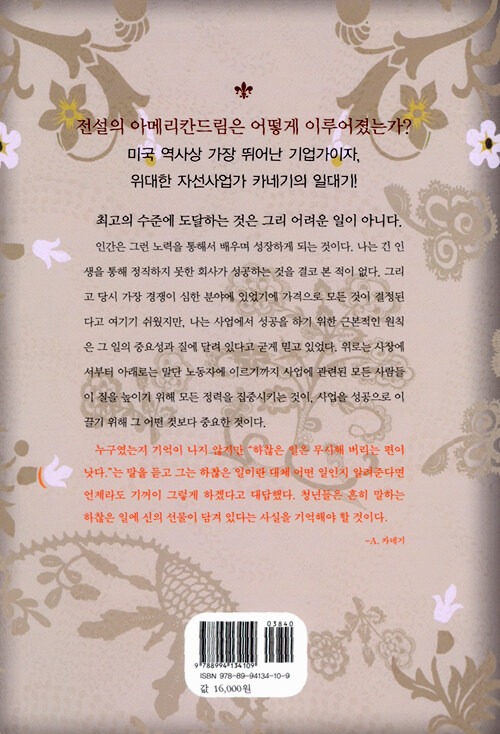 전설의 아메리칸드림은 어떻게 이루어졌는가?
미국 역사상 가장 뛰어난 기업가이자,
위대한 자선사업가 카네기의 일대기!
최고의 수준에 도달하는 것은 그리 어려운 일이 아니다.
인간은 그런 노력을 통해서 배우며 성장하게 되는 것이다. 나는 긴 인
생을 통해 정직하지 못한 회사가 성공하는 것을 결코 본 적이 없다. 그리
고 당시 가장 경쟁이 심한 분야에 있었기에 가격으로 모든 것이 결정된
다고 여기기 쉬웠지만, 나는 사업에서 성공을 하기 위한 근본적인 원칙
은 그 일의 중요성과 질에 달려 있다고 굳게 믿고 있었다. 위로는 사장에
서부터 아래로는 말단 노동자에 이르기까지 사업에 관련된 모든 사람들
이 질을 높이기 위해 모든 정력을 집중시키는 것이, 사업을 성공으로 이
끌기 위해 그 어떤 것보다 중요한 것이다.
누구였는지 기억이 나지 않지만 “하찮은 일은 무시해 버리는 편이
낫다.”는 말을 듣고 그는 하찮은 일이란 대체 어떤 일인지 알려준다면
언제라도 기꺼이 그렇게 하겠다고 대답했다. 청년들은 흔히 말하는
하찮은 일에 신의 선물이 담겨 있다는 사실을 기억해야 할 것이다.
-A. 카네기
03840
9788994134109
ISBN 978-89-94134-10-9
값 16,000원